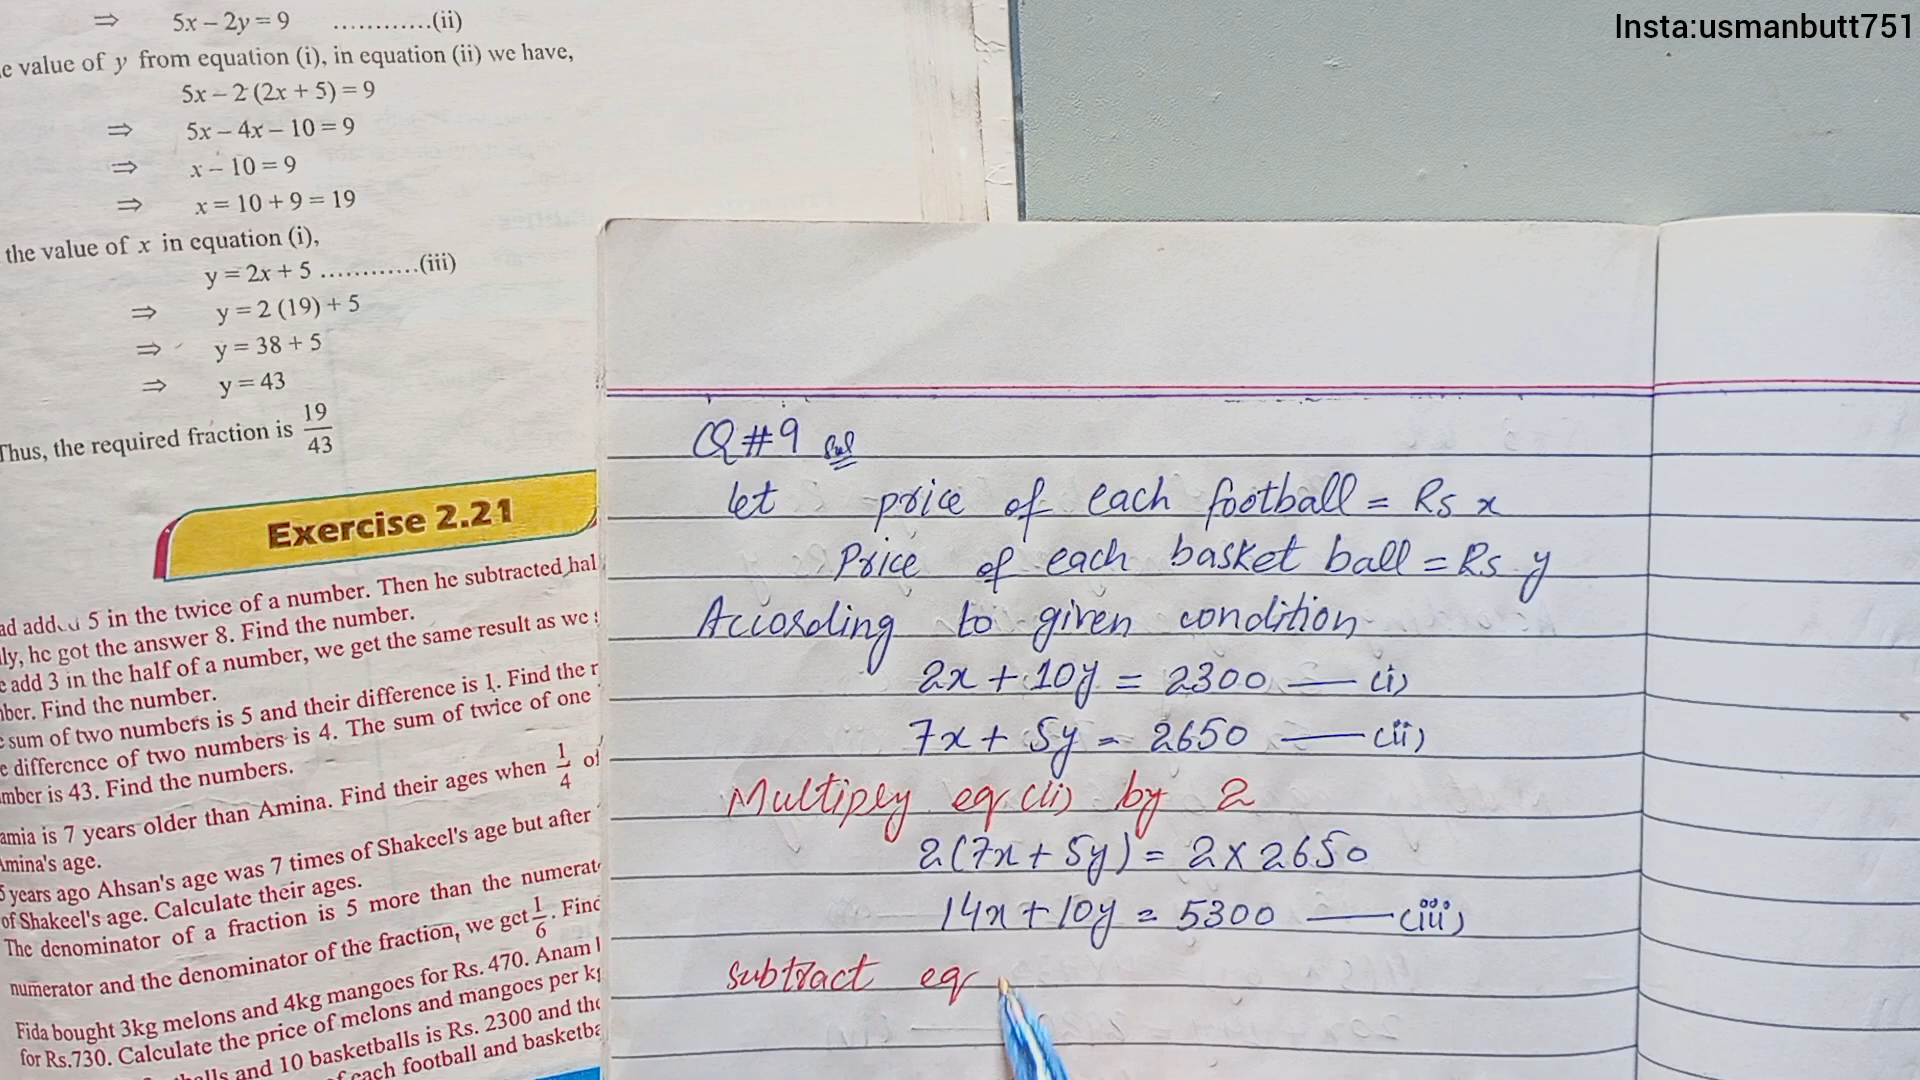 Insta:usmanbutt751
⇒ 5x – 2y = 9 ............(ii)
e value of y from equation (i), in equation (ii) we have,
5x – 2 (2x + 5) = 9
⇒ 5x – 4x – 10 = 9
⇒ x – 10 = 9
⇒ x = 10 + 9 = 19
the value of x in equation (i),
y = 2x + 5 ............(iii)
⇒ y = 2 (19) + 5
⇒ y = 38 + 5
⇒ y = 43
Thus, the required fraction is 19/43
Exercise 2.21
ad added 5 in the twice of a number. Then he subtracted hal
lly, he got the answer 8. Find the number.
e add 3 in the half of a number, we get the same result as we
ber. Find the number.
e sum of two numbers is 5 and their difference is 1. Find the
e difference of two numbers is 4. The sum of twice of one
mber is 43. Find the numbers.
amia is 7 years older than Amina. Find their ages when 1/4 of
Amina's age.
5 years ago Ahsan's age was 7 times of Shakeel's age but after
of Shakeel's age. Calculate their ages.
The denominator of a fraction is 5 more than the numerat
numerator and the denominator of the fraction, we get 1/6. Find
Fida bought 3kg melons and 4kg mangoes for Rs. 470. Anam
for Rs.730. Calculate the price of melons and mangoes per kg
alls and 10 basketballs is Rs. 2300 and the
of each football and basketba
Q # 9 Sol
let price of each football = Rs x
Price of each basket ball = Rs y
According to given condition
2x + 10y = 2300 — (i)
7x + 5y = 2650 — (ii)
Multiply eq (ii) by 2
2(7x + 5y) = 2 x 2650
14x + 10y = 5300 — (iii)
subtract eq